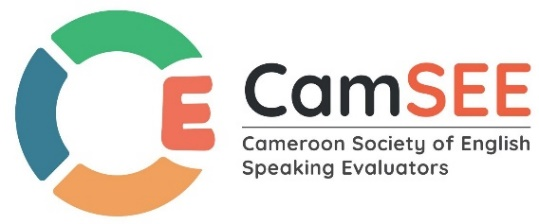 E
CamSEE
Cameroon Society of English
Speaking Evaluators